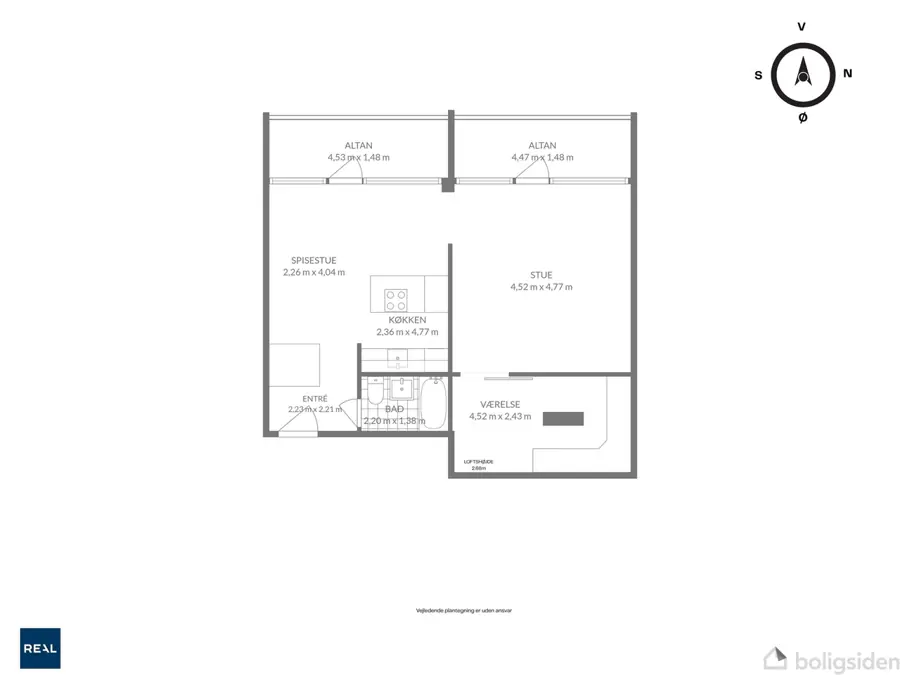 V
S
N
Ø
ALTAN
4,53 m x 1,48 m
ALTAN
4,47 m x 1,48 m
SPISESTUE
2,26 m x 4,04 m
STUE
4,52 m x 4,77 m
KØKKEN
2,36 m x 4,77 m
ENTRÉ
2,23 m x 2,21 m
BAD
2,20 m x 1,38 m
VÆRELSE
4,52 m x 2,43 m
LOFTSHØJDE
2.66m
Vejledende plantegning er uden ansvar
REAL
boligsiden